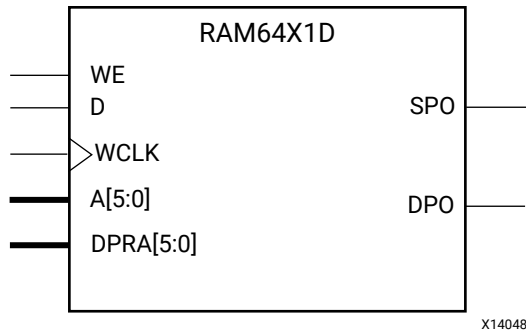 RAM64X1D
WE
D
SPO
WCLK
A[5:0]
DPO
DPRA[5:0]
X14048